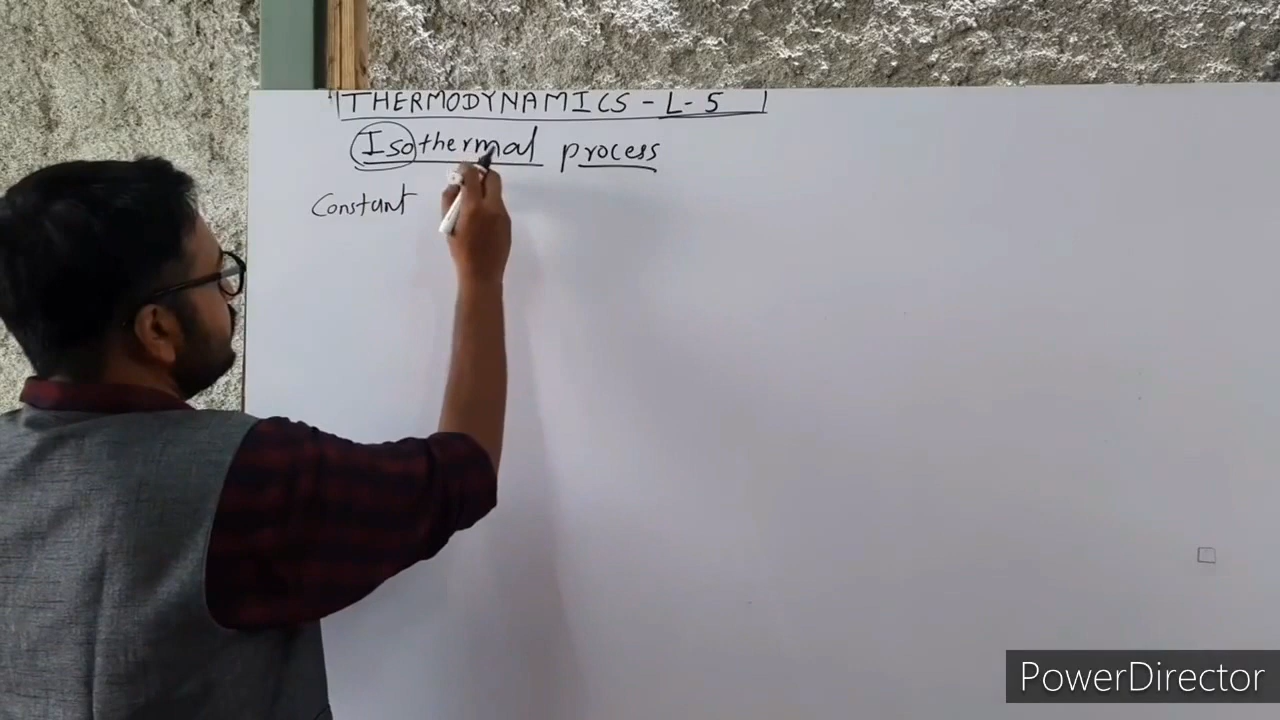 THERMODYNAMICS - L-5
Isothermal process
Constant
PowerDirector